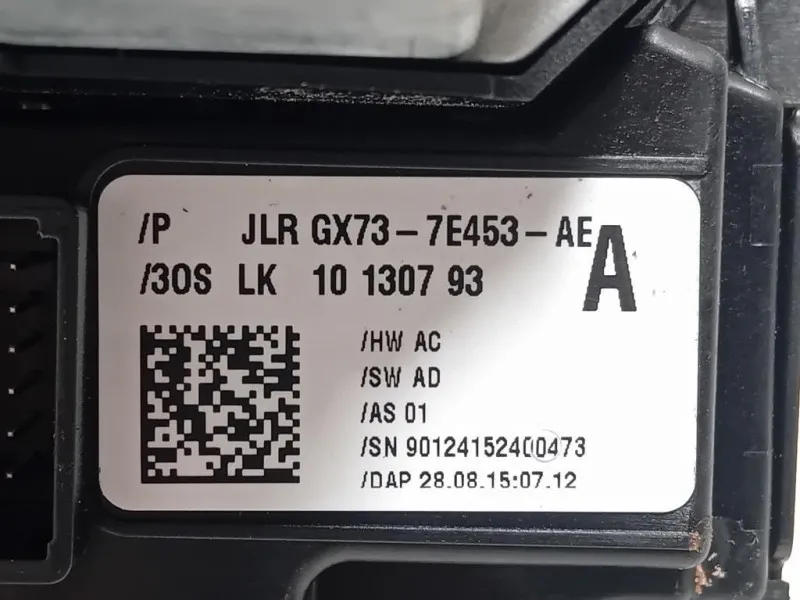 /P JLR GX73-7E453-AE
A
/30S LK 10 1307 93
/HW AC
/SW AD
/AS 01
/SN 90124152400473
/DAP 28.08.15:07.12